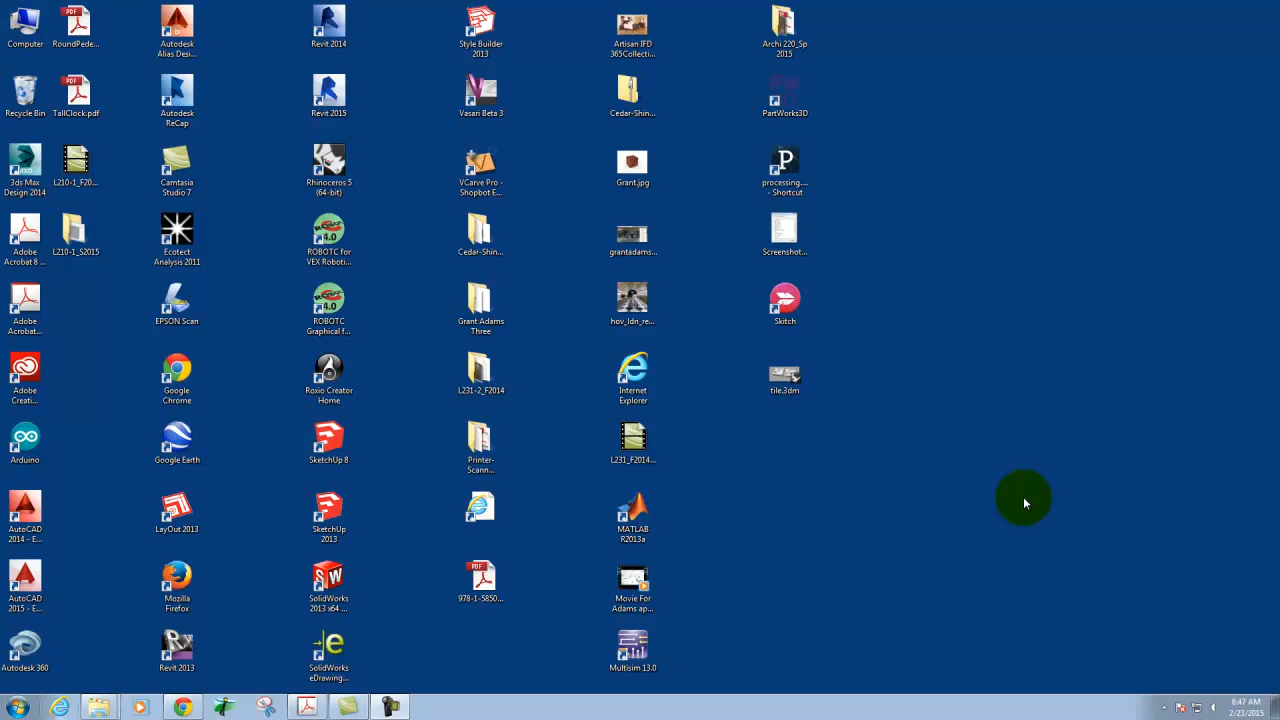 Computer
RoundPede...
Autodesk
Alias Desi...
Revit 2014
Style Builder
2013
Artisan IFD
365Collecti...
Archi 220_Sp
2015
Recycle Bin
TallClock.pdf
Autodesk
ReCap
Revit 2015
Vasari Beta 3
Cedar-Shin...
PartWorks3D
3ds Max
Design 2014
L210-1_F20...
Camtasia
Studio 7
Rhinoceros 5
(64-bit)
VCarve Pro -
Shopbot E...
Grant.jpg
processing....
- Shortcut
Adobe
Acrobat 8 ...
L210-1_S2015
Ecotect
Analysis 2011
ROBOTC for
VEX Roboti...
Cedar-Shin...
grantadams...
Screenshot...
Adobe
Acrobat...
EPSON Scan
ROBOTC
Graphical f...
Grant Adams
Three
hov_ldn_re...
Skitch
Adobe
Creati...
Google
Chrome
Roxio Creator
Home
L231-2_F2014
Internet
Explorer
tile.3dm
Arduino
Google Earth
SketchUp 8
Printer-
Scann...
L231_F2014...
AutoCAD
2014 - E...
LayOut 2013
SketchUp
2013
MATLAB
R2013a
AutoCAD
2015 - E...
Mozilla
Firefox
SolidWorks
2013 x64 ...
978-1-5850...
Movie For
Adams ap...
Autodesk 360
Revit 2013
SolidWorks
eDrawing...
Multisim 13.0
8:47 AM
2/23/2015